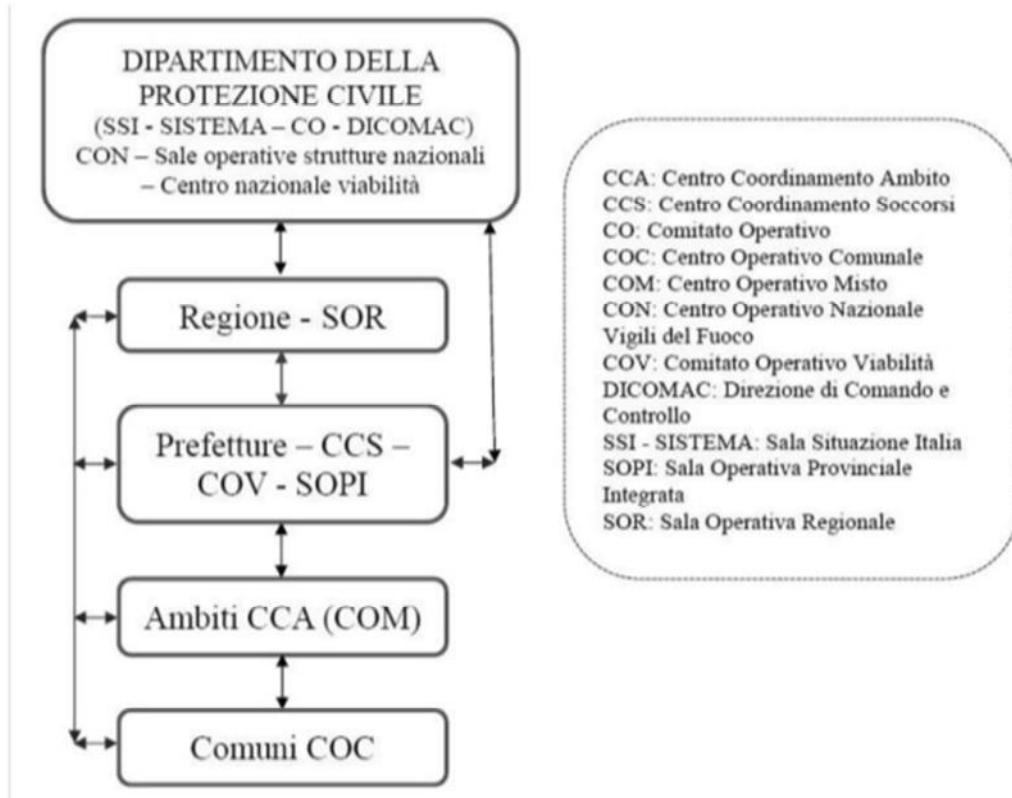 DIPARTIMENTO DELLA
PROTEZIONE CIVILE
(SSI - SISTEMA – CO - DICOMAC)
CON – Sale operative strutture nazionali
– Centro nazionale viabilità
Regione - SOR
Prefetture – CCS –
COV - SOPI
Ambiti CCA (COM)
Comuni COC
CCA: Centro Coordinamento Ambito
CCS: Centro Coordinamento Soccorsi
CO: Comitato Operativo
COC: Centro Operativo Comunale
COM: Centro Operativo Misto
CON: Centro Operativo Nazionale
Vigili del Fuoco
COV: Comitato Operativo Viabilità
DICOMAC: Direzione di Comando e
Controllo
SSI - SISTEMA: Sala Situazione Italia
SOPI: Sala Operativa Provinciale
Integrata
SOR: Sala Operativa Regionale